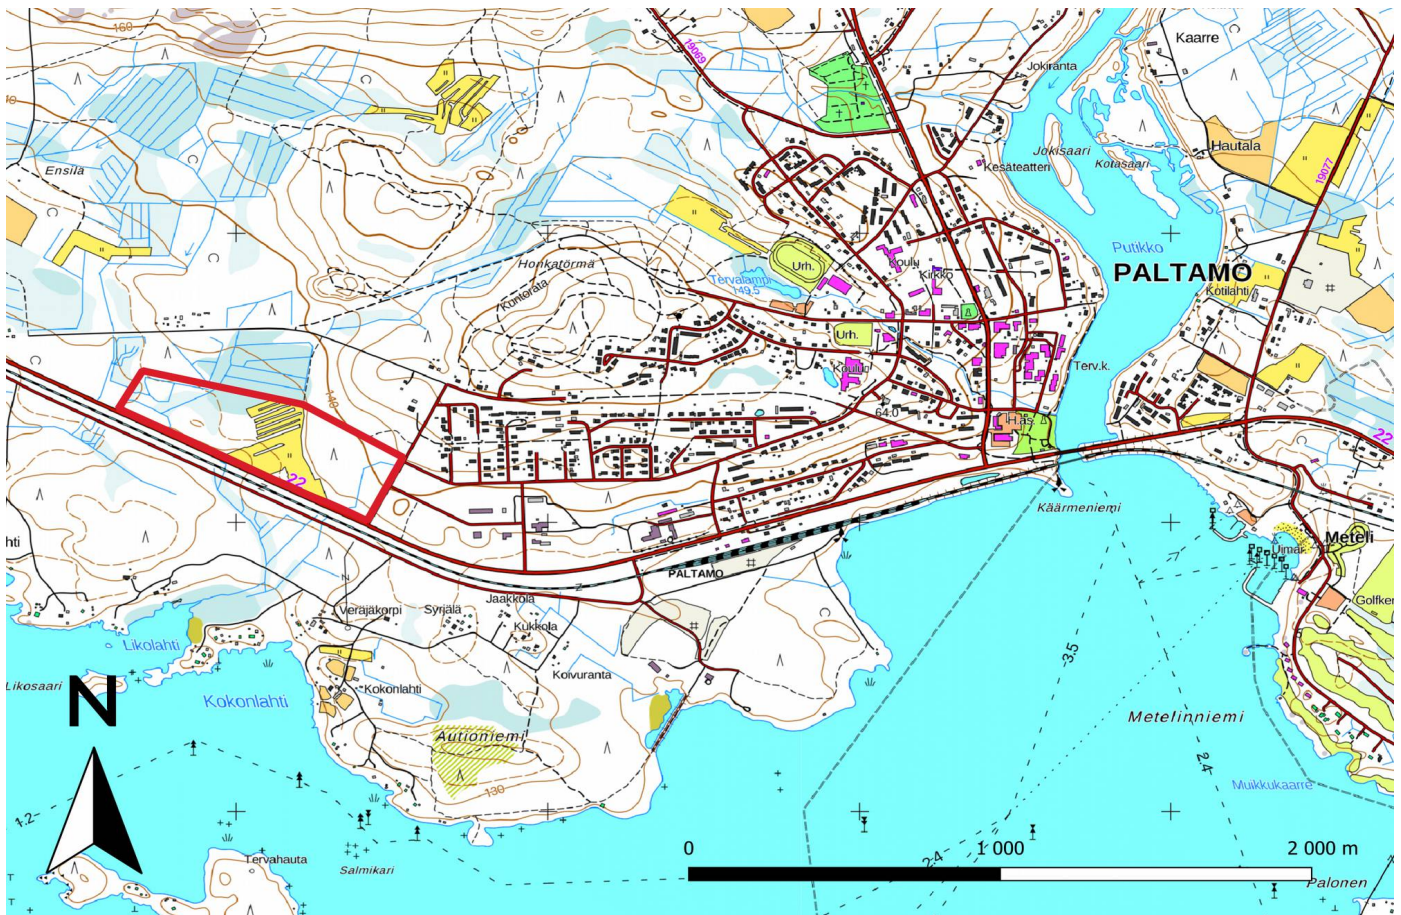 160
Kaarre
19069
Jokiranta
Jokisaari
Kotasaari
Hautala
Kesäteatteri
19077
Ensilä
Putikko
PALTAMO
Honkatörmä
Urh.
Koulu
Kirkko
Tervalampi
149.5
Kotilahti
Kuntorata
Urh.
Koulu
Terv.k.
140
64.0
H.as.
22
22
Käärmeniemi
Meteli
Uimar.
PALTAMO
Golfken
Jaakkola
Veräjäkorpi
Syrjälä
Kukkola
Likolahti
3.5
Koivuranta
Likosaari
Kokonlahti
Kokonlahti
N
Metelinniemi
Autioniemi
2.4
130
Muikkukaarre
1.2
0
1 000
2 000 m
Tervahauta
2.4
Salmikari
Palonen